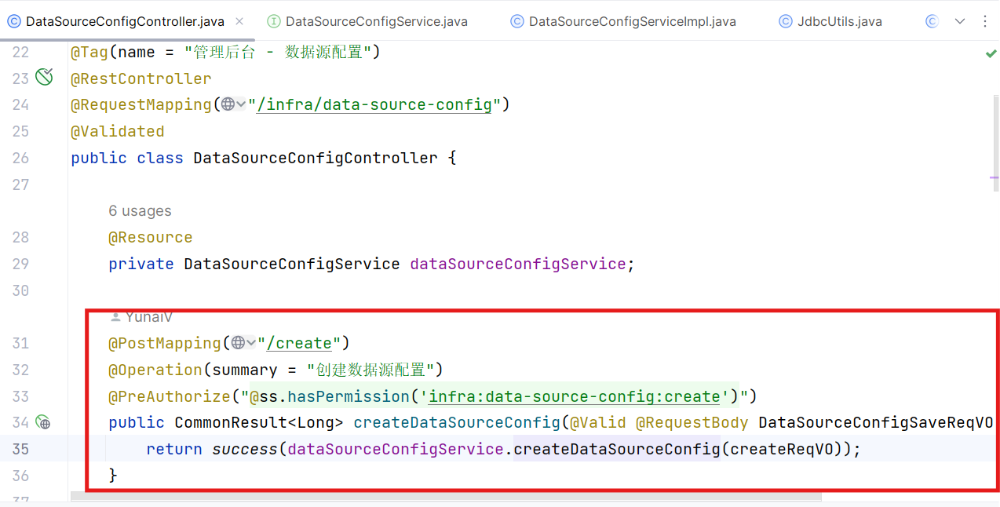 DataSourceConfigController.java
DataSourceConfigService.java
DataSourceConfigServiceImpl.java
JdbcUtils.java
22 @Tag(name = "管理后台 - 数据源配置")
23 @RestController
24 @RequestMapping("/infra/data-source-config")
25 @Validated
26 public class DataSourceConfigController {
27
6 usages
28 @Resource
29 private DataSourceConfigService dataSourceConfigService;
30
YunaiV
31 @PostMapping("/create")
32 @Operation(summary = "创建数据源配置")
33 @PreAuthorize("@ss.hasPermission('infra:data-source-config:create')")
34 public CommonResult<Long> createDataSourceConfig(@Valid @RequestBody DataSourceConfigSaveReqVO
35 return success(dataSourceConfigService.createDataSourceConfig(createReqVO));
36 }
37